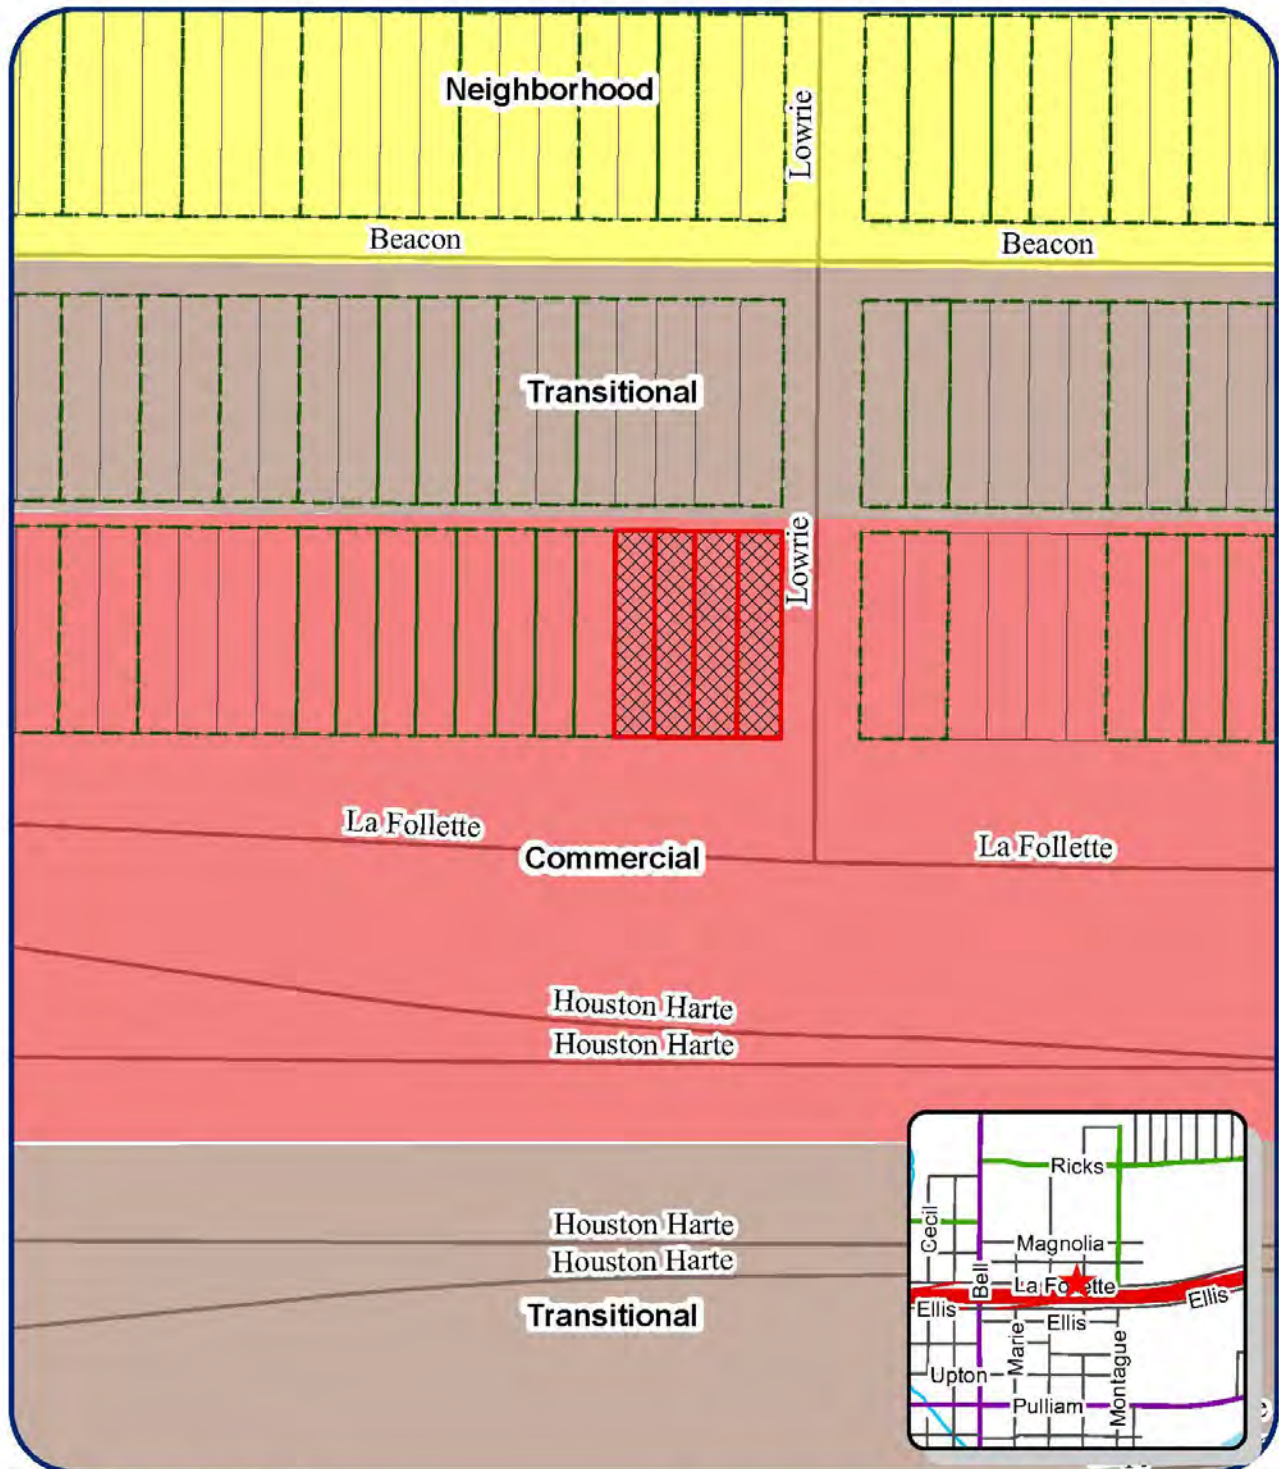 Neighborhood
Lowrie
Beacon
Beacon
Transitional
Lowrie
La Follette
La Follette
Commercial
Houston Harte
Houston Harte
Houston Harte
Houston Harte
Transitional
Ricks
Cecil
Magnolia
Bell
La Follette
Ellis
Ellis
Ellis
Marie
Montague
Upton
Pulliam